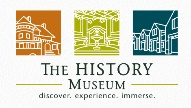 THE HISTORY
MUSEUM
discover. experience. immerse.